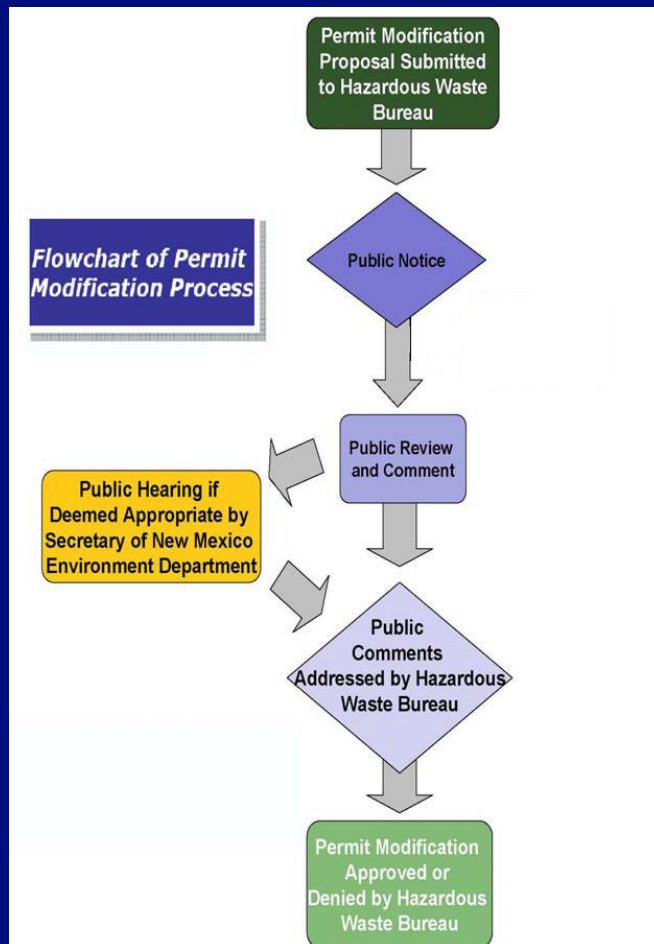 Permit Modification
Proposal Submitted
to Hazardous Waste
Bureau
Flowchart of Permit
Modification Process
Public Notice
Public Review
and Comment
Public Hearing if
Deemed Appropriate by
Secretary of New Mexico
Environment Department
Public
Comments
Addressed by Hazardous
Waste Bureau
Permit Modification
Approved or
Denied by Hazardous
Waste Bureau